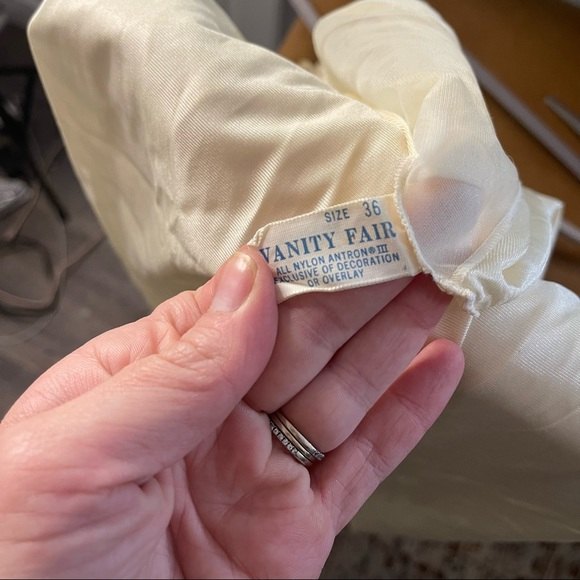 SIZE 36
VANITY FAIR
ALL NYLON ANTRON® III
EXCLUSIVE OF DECORATION
OR OVERLAY